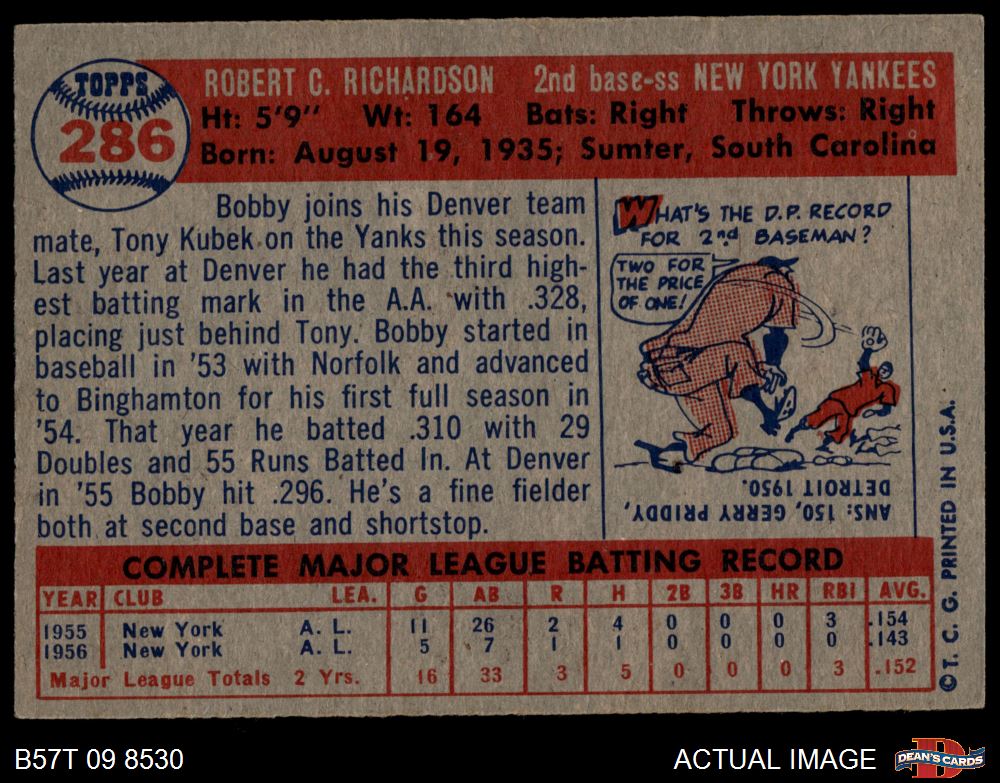 TOPPS
286
ROBERT C. RICHARDSON 2nd base-ss NEW YORK YANKEES
Ht: 5'9" Wt: 164 Bats: Right Throws: Right
Born: August 19, 1935; Sumter, South Carolina
Bobby joins his Denver team
mate, Tony Kubek on the Yanks this season.
Last year at Denver he had the third high-
est batting mark in the A.A. with .328,
placing just behind Tony. Bobby started in
baseball in '53 with Norfolk and advanced
to Binghamton for his first full season in
'54. That year he batted .310 with 29
Doubles and 55 Runs Batted In. At Denver
in '55 Bobby hit .296. He's a fine fielder
both at second base and shortstop.
WHAT'S THE D.P. RECORD
FOR 2nd BASEMAN?
TWO FOR
THE PRICE
OF ONE!
ANS: 150, GERRY PRIDDY,
DETROIT 1950.
COMPLETE MAJOR LEAGUE BATTING RECORD
YEAR CLUB LEA. G AB R H 2B 3B HR RBI AVG.
1955 New York A. L. 11 26 2 4 0 0 0 3 .154
1956 New York A. L. 5 7 1 1 0 0 0 0 .143
Major League Totals 2 Yrs. 16 33 3 5 0 0 0 3 .152
©T. C. G. PRINTED IN U.S.A.
B57T 09 8530
ACTUAL IMAGE
D
DEAN'S CARDS